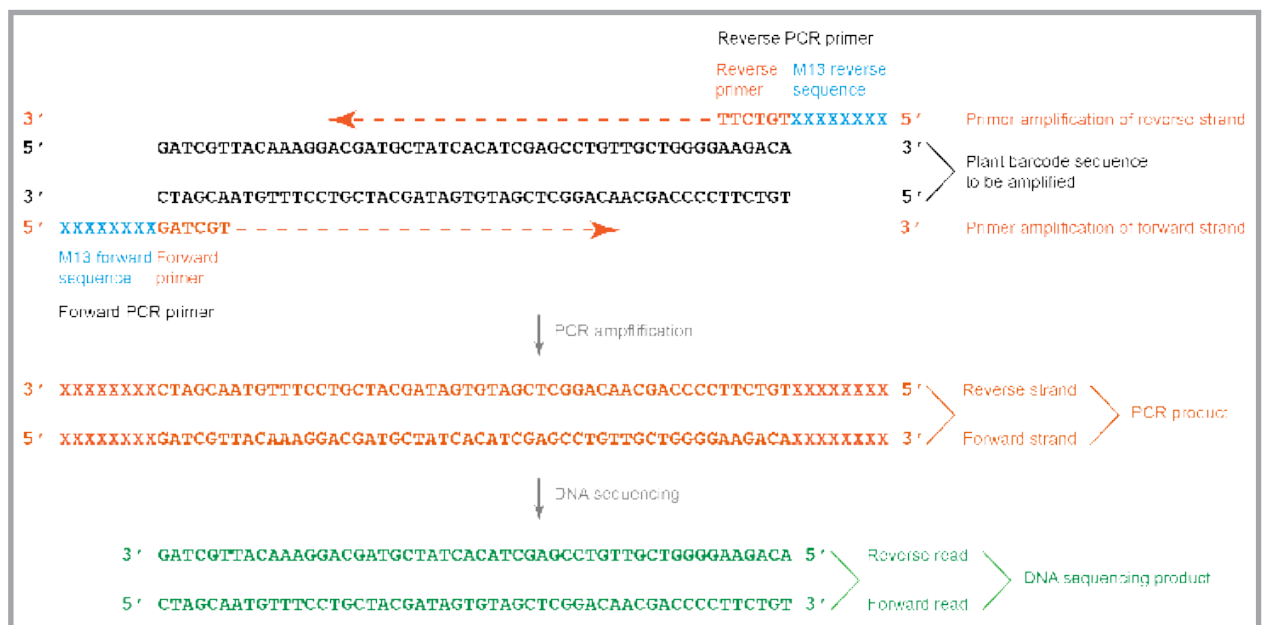 Reverse PCR primer
Reverse primer
M13 reverse sequence
3′ TTCTGTXXXXXXXX 5′ Primer amplification of reverse strand
5′ GATCGTTACAAAGGACGATGCTATCACATCGAGCCTGTTGCTGGGGAAGACA 3′
Plant barcode sequence
to be amplified
3′ CTAGCAATGTTTCCTGCTACGATAGTGTAGCTCGGACAACGACCCCTTCTGT 5′
5′ XXXXXXXXGATCGT 3′ Primer amplification of forward strand
M13 forward sequence
Forward primer
Forward PCR primer
PCR ampflification
3′ XXXXXXXXCTAGCAATGTTTCCTGCTACGATAGTGTAGCTCGGACAACGACCCCTTCTGTXXXXXXXX 5′ Reverse strand
PCR product
5′ XXXXXXXXGATCGTTACAAAGGACGATGCTATCACATCGAGCCTGTTGCTGGGGAAGACAXXXXXXXX 3′ Forward strand
DNA sequencing
3′ GATCGTTACAAAGGACGATGCTATCACATCGAGCCTGTTGCTGGGGAAGACA 5′ Reverse read
DNA sequencing product
5′ CTAGCAATGTTTCCTGCTACGATAGTGTAGCTCGGACAACGACCCCTTCTGT 3′ Forward read